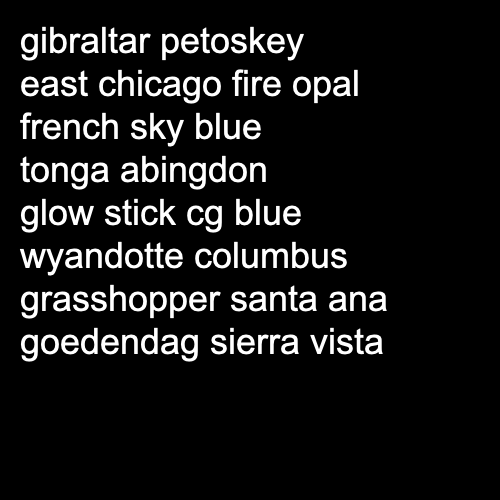 gibraltar petoskey
east chicago fire opal
french sky blue
tonga abingdon
glow stick cg blue
wyandotte columbus
grasshopper santa ana
goedendag sierra vista